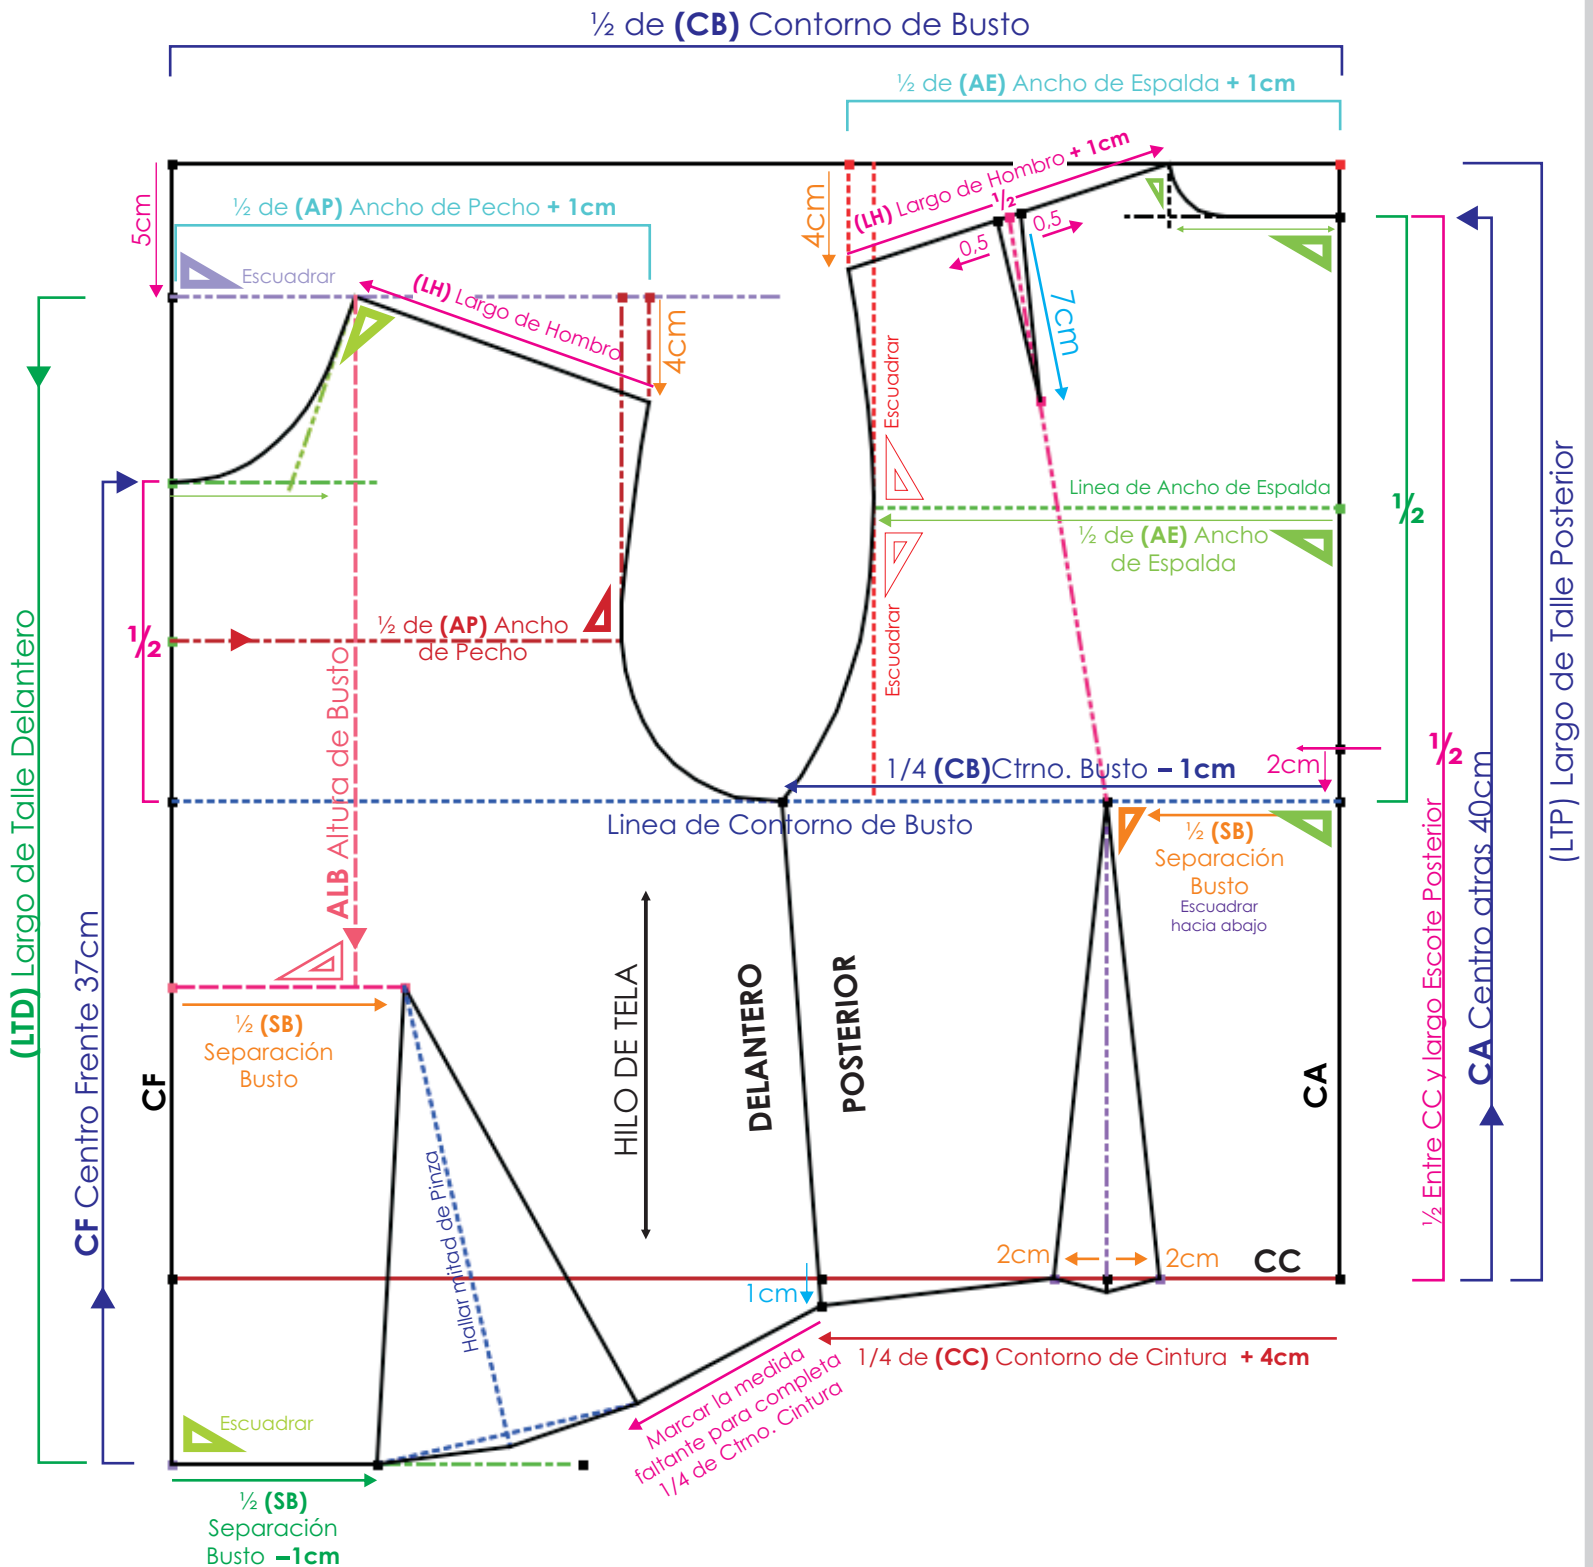 ½ de (CB) Contorno de Busto
½ de (AE) Ancho de Espalda + 1cm
(LH) Largo de Hombro + 1cm
½
0,5
0,5
4cm
7cm
5cm
½ de (AP) Ancho de Pecho + 1cm
Escuadrar
(LH) Largo de Hombro
4cm
Escuadrar
Escuadrar
Linea de Ancho de Espalda
½ de (AE) Ancho
de Espalda
½
½
½
½ de (AP) Ancho
de Pecho
ALB Altura de Busto
1/4 (CB)Ctrno. Busto – 1cm
2cm
Linea de Contorno de Busto
½ (SB)
Separación
Busto
Escuadrar
hacia abajo
(LTD) Largo de Talle Delantero
CF Centro Frente 37cm
CF
½ (SB)
Separación
Busto
Hallar mitad de Pinza
HILO DE TELA
DELANTERO
POSTERIOR
CA
½ Entre CC y largo Escote Posterior
CA Centro atras 40cm
(LTP) Largo de Talle Posterior
2cm
2cm
CC
1cm
1/4 de (CC) Contorno de Cintura + 4cm
Marcar la medida
faltante para completa
1/4 de Ctrno. Cintura
Escuadrar
½ (SB)
Separación
Busto –1cm